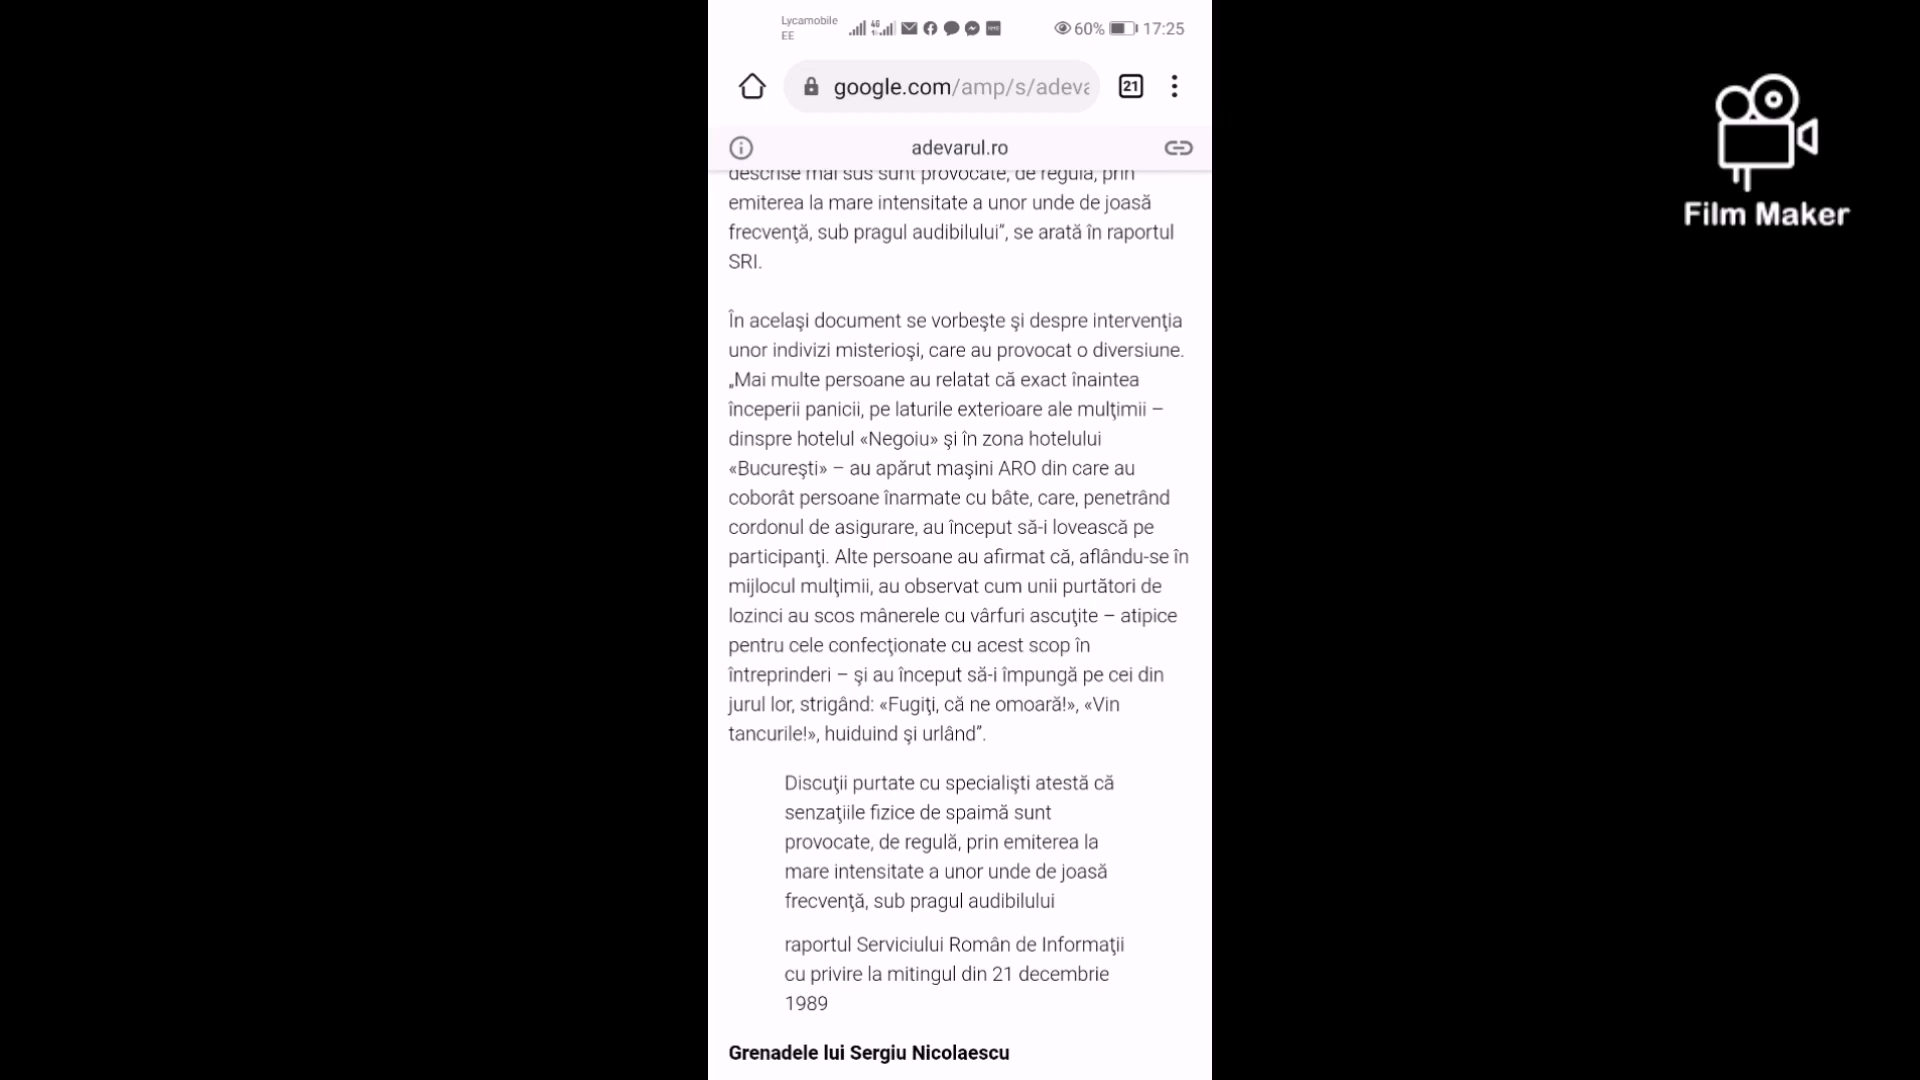 Lycamobile
EE
4G
60%
17:25
google.com/amp/s/adeva
21
adevarul.ro
descrise mai sus sunt provocate, de regulă, prin
emiterea la mare intensitate a unor unde de joasă
frecvenţă, sub pragul audibilului”, se arată în raportul
SRI.
În acelaşi document se vorbeşte şi despre intervenţia
unor indivizi misterioşi, care au provocat o diversiune.
„Mai multe persoane au relatat că exact înaintea
începerii panicii, pe laturile exterioare ale mulţimii –
dinspre hotelul «Negoiu» şi în zona hotelului
«Bucureşti» – au apărut maşini ARO din care au
coborât persoane înarmate cu bâte, care, penetrând
cordonul de asigurare, au început să-i lovească pe
participanţi. Alte persoane au afirmat că, aflându-se în
mijlocul mulţimii, au observat cum unii purtători de
lozinci au scos mânerele cu vârfuri ascuţite – atipice
pentru cele confecţionate cu acest scop în
întreprinderi – şi au început să-i împungă pe cei din
jurul lor, strigând: «Fugiţi, că ne omoară!», «Vin
tancurile!», huiduind şi urlând”.
Discuţii purtate cu specialişti atestă că
senzaţiile fizice de spaimă sunt
provocate, de regulă, prin emiterea la
mare intensitate a unor unde de joasă
frecvenţă, sub pragul audibilului
raportul Serviciului Român de Informaţii
cu privire la mitingul din 21 decembrie
1989
Grenadele lui Sergiu Nicolaescu
Film Maker